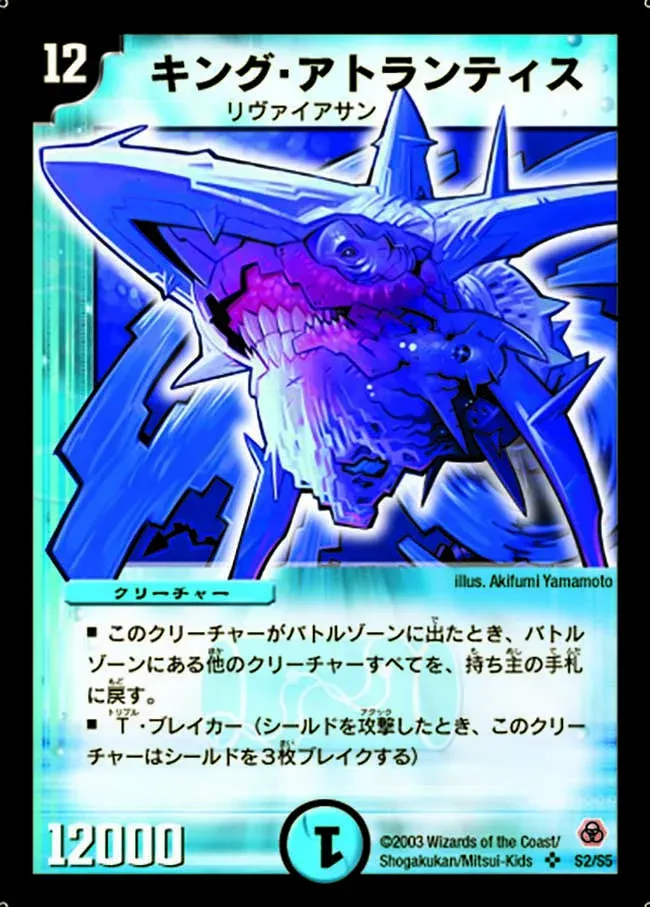 12
キング・アトランティス
リヴァイアサン
illus. Akifumi Yamamoto
クリーチャー
■ このクリーチャーがバトルゾーンに出たとき、バトル
ゾーンにある他のクリーチャーすべてを、持ち主の手札
に戻す。
■ T・ブレイカー（シールドを攻撃したとき、このクリー
チャーはシールドを3枚ブレイクする）
12000
1
©2003 Wizards of the Coast/
Shogakukan/Mitsui-Kids
S2/S5